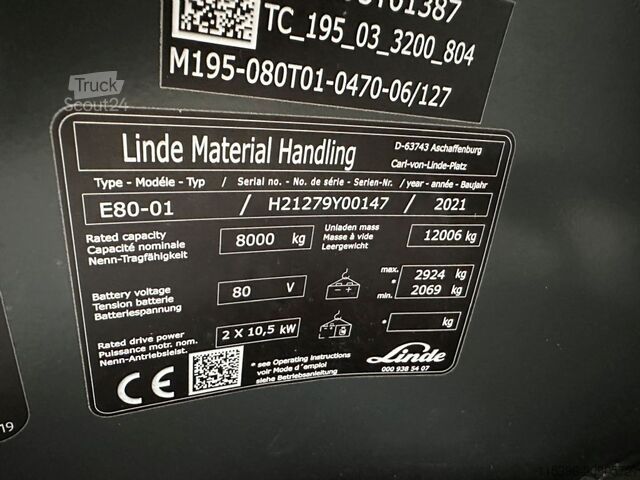 01387
TC_195_03_3200_804
M195-080T01-0470-06/127
Truck
Scout24
Linde Material Handling
D-63743 Aschaffenburg
Carl-von-Linde-Platz
Type - Modéle - Typ / Serial no. - No. de série - Serien-Nr. / year - année - Baujahr
E80-01 / H21279Y00147 / 2021
Rated capacity
Capacité nominale
Nenn-Tragfähigkeit
8000 kg
Unladen mass
Masse à vide
Leergewicht
12006 kg
Battery voltage
Tension batterie
Batteriespannung
80 V
- +
*
max. 2924 kg
min. 2069 kg
Rated drive power
Puissance motr. nom.
Nenn-Antriebsleist.
2 X 10,5 kW
* kg
CE
* see Operating instructions
voir Mode d'emploi
siehe Betriebsanleitung
Linde
000 938 54 07
19